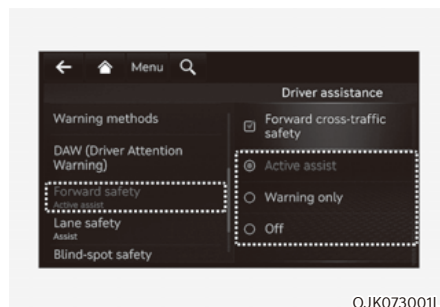 Menu
Driver assistance
Warning methods
DAW (Driver Attention
Warning)
Forward safety
Active assist
Lane safety
Assist
Blind-spot safety
Forward cross-traffic
safety
Active assist
Warning only
Off
OJK073001L